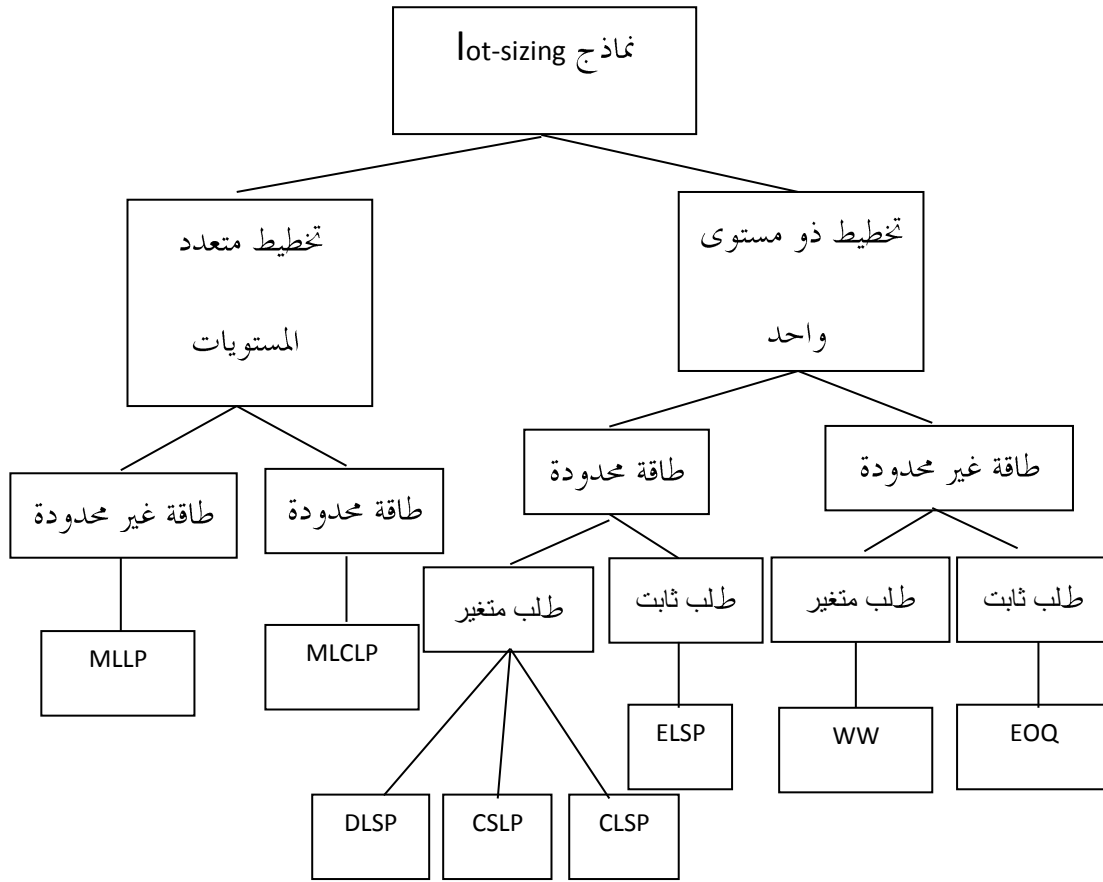 نماذج lot-sizing
تخطيط ذو مستوى
واحد
تخطيط متعدد
المستويات
طاقة غير محدودة
طاقة محدودة
طاقة محدودة
طاقة غير محدودة
طلب ثابت
طلب متغير
طلب ثابت
طلب متغير
MLCLP
MLLP
EOQ
WW
ELSP
CLSP
CSLP
DLSP